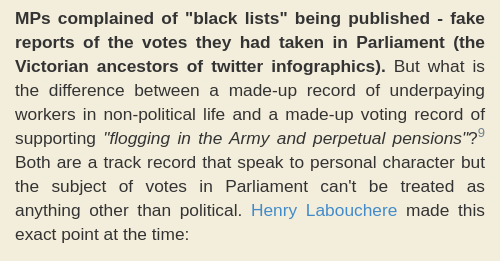 MPs complained of "black lists" being published - fake
reports of the votes they had taken in Parliament (the
Victorian ancestors of twitter infographics). But what is
the difference between a made-up record of underpaying
workers in non-political life and a made-up voting record of
supporting "flogging in the Army and perpetual pensions"?9
Both are a track record that speak to personal character but
the subject of votes in Parliament can't be treated as
anything other than political. Henry Labouchere made this
exact point at the time: